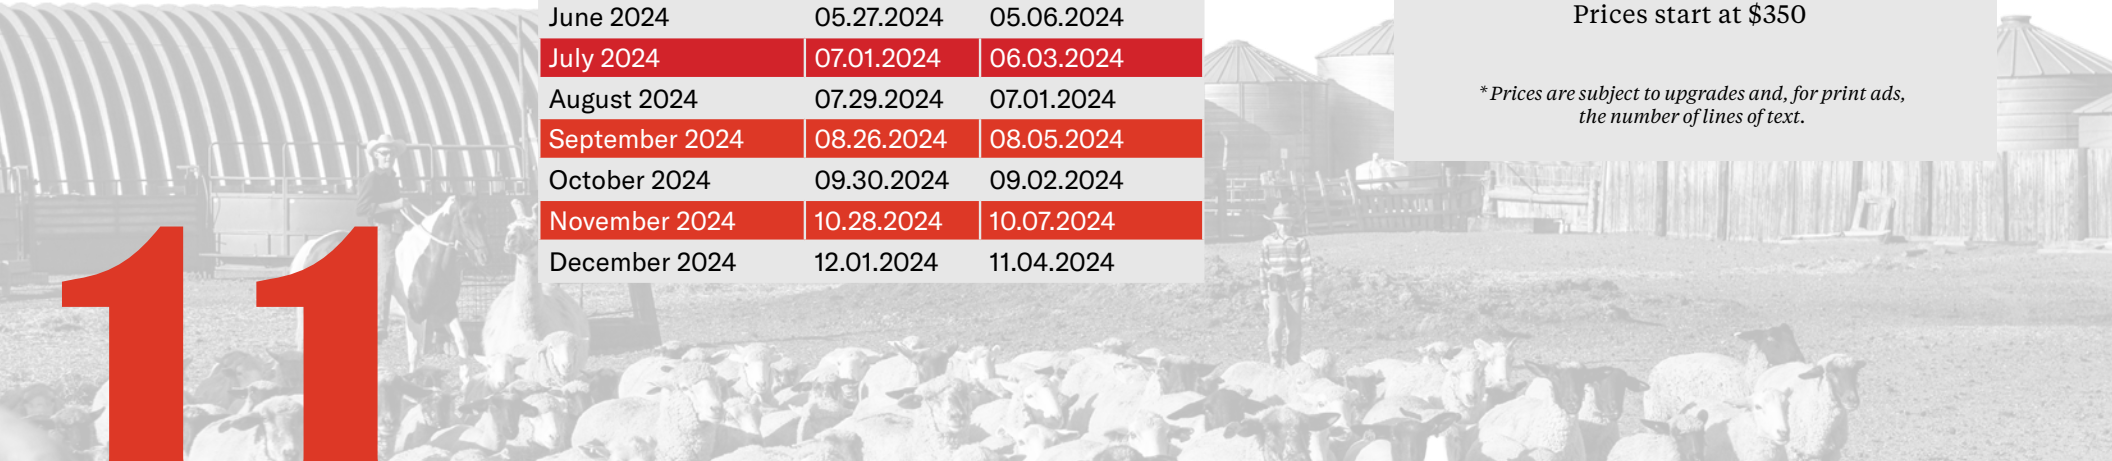 June 2024 05.27.2024 05.06.2024
July 2024 07.01.2024 06.03.2024
August 2024 07.29.2024 07.01.2024
September 2024 08.26.2024 08.05.2024
October 2024 09.30.2024 09.02.2024
November 2024 10.28.2024 10.07.2024
December 2024 12.01.2024 11.04.2024
Prices start at $350
*Prices are subject to upgrades and, for print ads,
the number of lines of text.
11